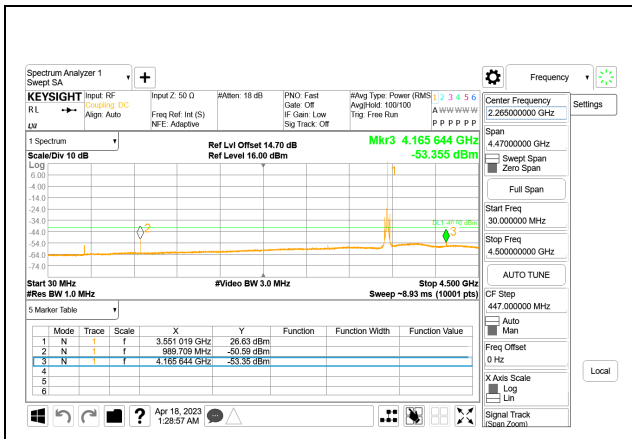 Spectrum Analyzer 1
Swept SA
Frequency
KEYSIGHT
RL
LXI
Input: RF
Coupling: DC
Align: Auto
Input Z: 50 Ω
Freq Ref: Int (S)
NFE: Adaptive
#Atten: 18 dB
PNO: Fast
Gate: Off
IF Gain: Low
Sig Track: Off
#Avg Type: Power (RMS
Avg|Hold: 100/100
Trig: Free Run
1 2 3 4 5 6
A W W W W W
P P P P P P
Center Frequency
2.265000000 GHz
Settings
Span
4.47000000 GHz
Swept Span
Zero Span
Full Span
Start Freq
30.000000 MHz
Stop Freq
4.500000000 GHz
AUTO TUNE
CF Step
447.000000 MHz
Auto
Man
Freq Offset
0 Hz
X Axis Scale
Log
Lin
Signal Track
(Span Zoom)
Local
1 Spectrum
Scale/Div 10 dB
Ref Lvl Offset 14.70 dB
Ref Level 16.00 dBm
Mkr3 4.165 644 GHz
-53.355 dBm
Log
6.00
-4.00
-14.0
-24.0
-34.0
-44.0
-54.0
-64.0
-74.0
1
2
3
Start 30 MHz
#Res BW 1.0 MHz
#Video BW 3.0 MHz
Stop 4.500 GHz
Sweep ~8.93 ms (10001 pts)
5 Marker Table
Mode Trace Scale X Y Function Function Width Function Value
1 N 1 f 3.551 019 GHz 26.63 dBm
2 N 1 f 989.709 MHz -50.59 dBm
3 N 1 f 4.165 644 GHz -53.35 dBm
4
5
6
?
Apr 18, 2023
1:28:57 AM